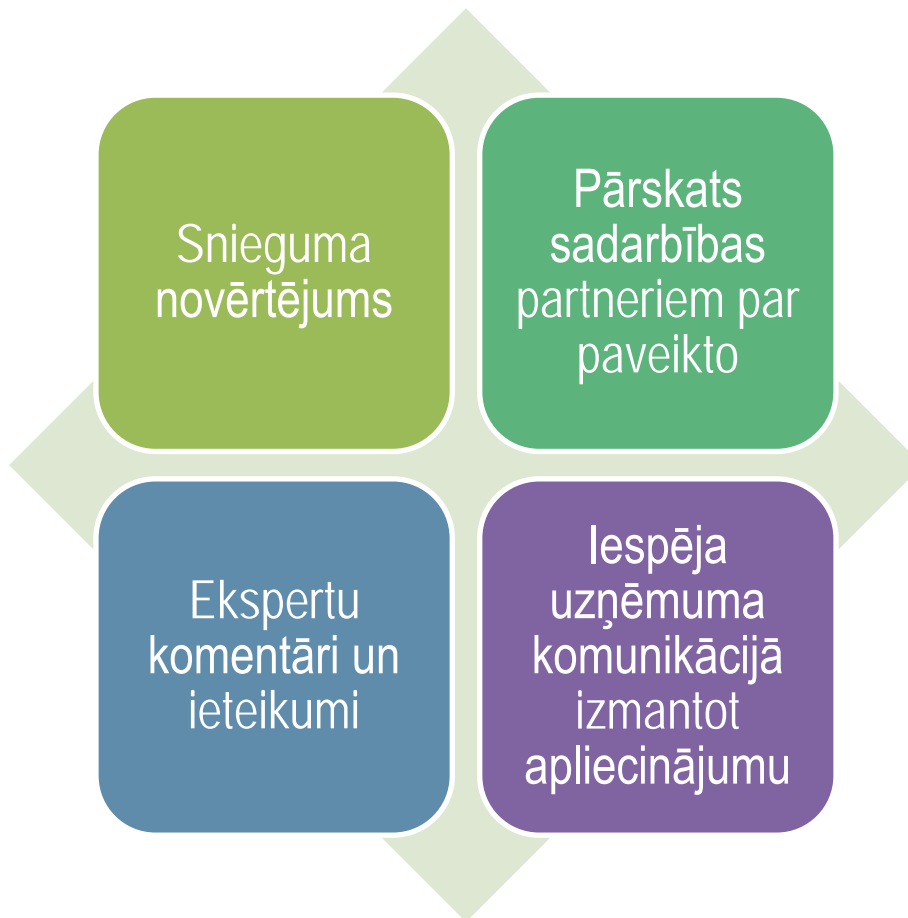 Snieguma
novērtējums
Pārskats
sadarbības
partneriem par
paveikto
Ekspertu
komentāri un
ieteikumi
Iespēja
uzņēmuma
komunikācijā
izmantot
apliecinājumu